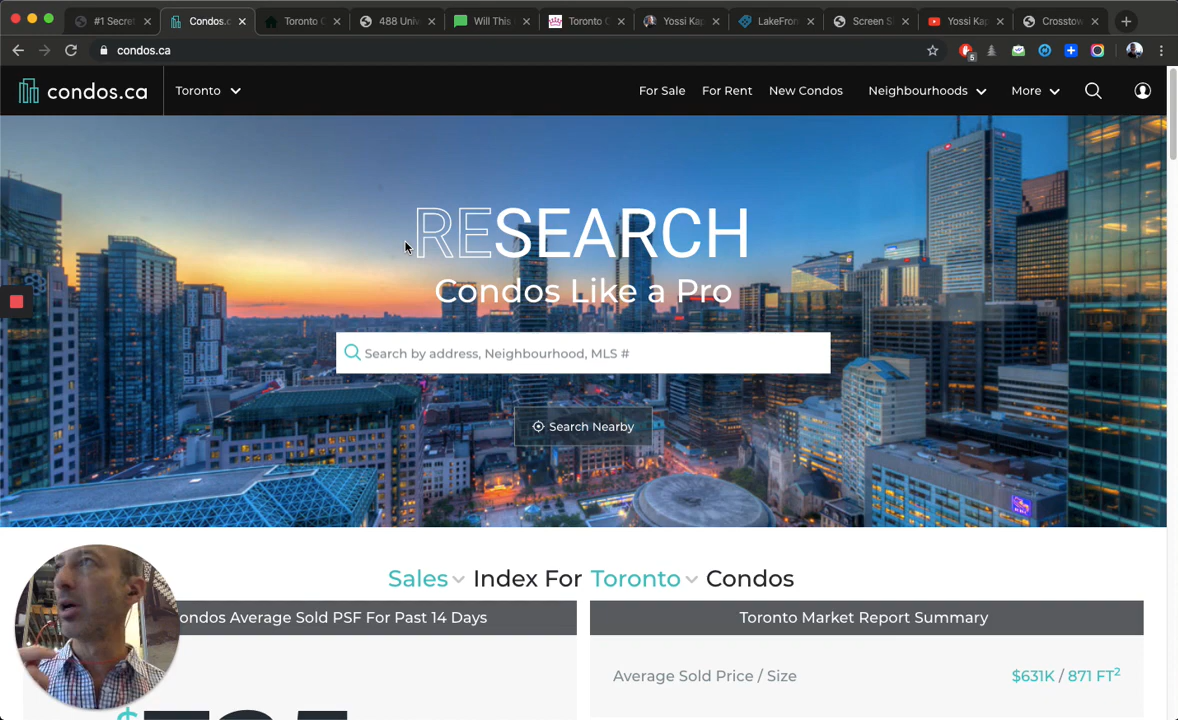 #1 Secret
Condos.c
Toronto C
488 Univ
Will This
Toronto C
Yossi Kap
LakeFron
Screen S
Yossi Kap
Crosstow
condos.ca
5
condos.ca
Toronto
For Sale
For Rent
New Condos
Neighbourhoods
More
RESEARCH
Condos Like a Pro
Search by address, Neighbourhood, MLS #
Search Nearby
Sales Index For Toronto Condos
ondos Average Sold PSF For Past 14 Days
Toronto Market Report Summary
Average Sold Price / Size
$631K / 871 FT²